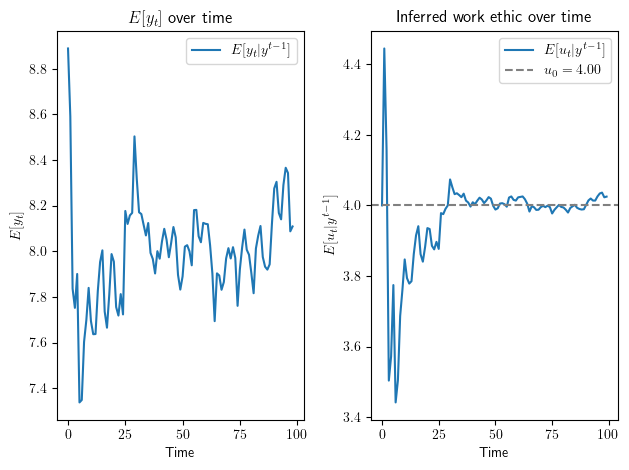 E[y_t] over time
E[y_t|y^{t−1}]
8.8
8.6
8.4
8.2
8.0
7.8
7.6
7.4
E[y_t]
0 25 50 75 100
Time
Inferred work ethic over time
E[u_t|y^{t−1}]
u_0 = 4.00
4.4
4.2
4.0
3.8
3.6
3.4
E[u_t|y^{t−1}]
0 25 50 75 100
Time